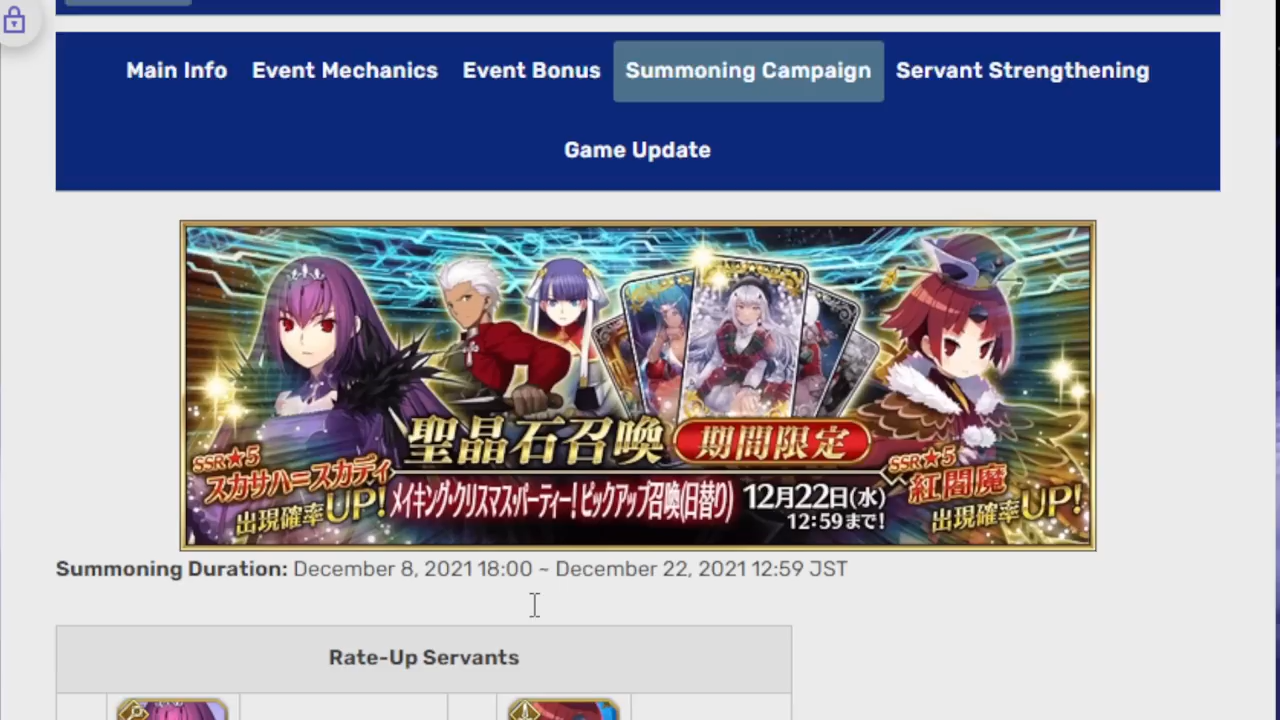 Main Info Event Mechanics Event Bonus Summoning Campaign Servant Strengthening
Game Update
聖晶石召喚 期間限定
SSR★5
スカサハ=スカディ
出現確率UP!
メイキング・クリスマス・パーティー!ピックアップ召喚(日替り)
12月22日(水)
12:59まで!
SSR★5
紅閻魔
出現確率UP!
Summoning Duration: December 8, 2021 18:00 ~ December 22, 2021 12:59 JST
Rate-Up Servants